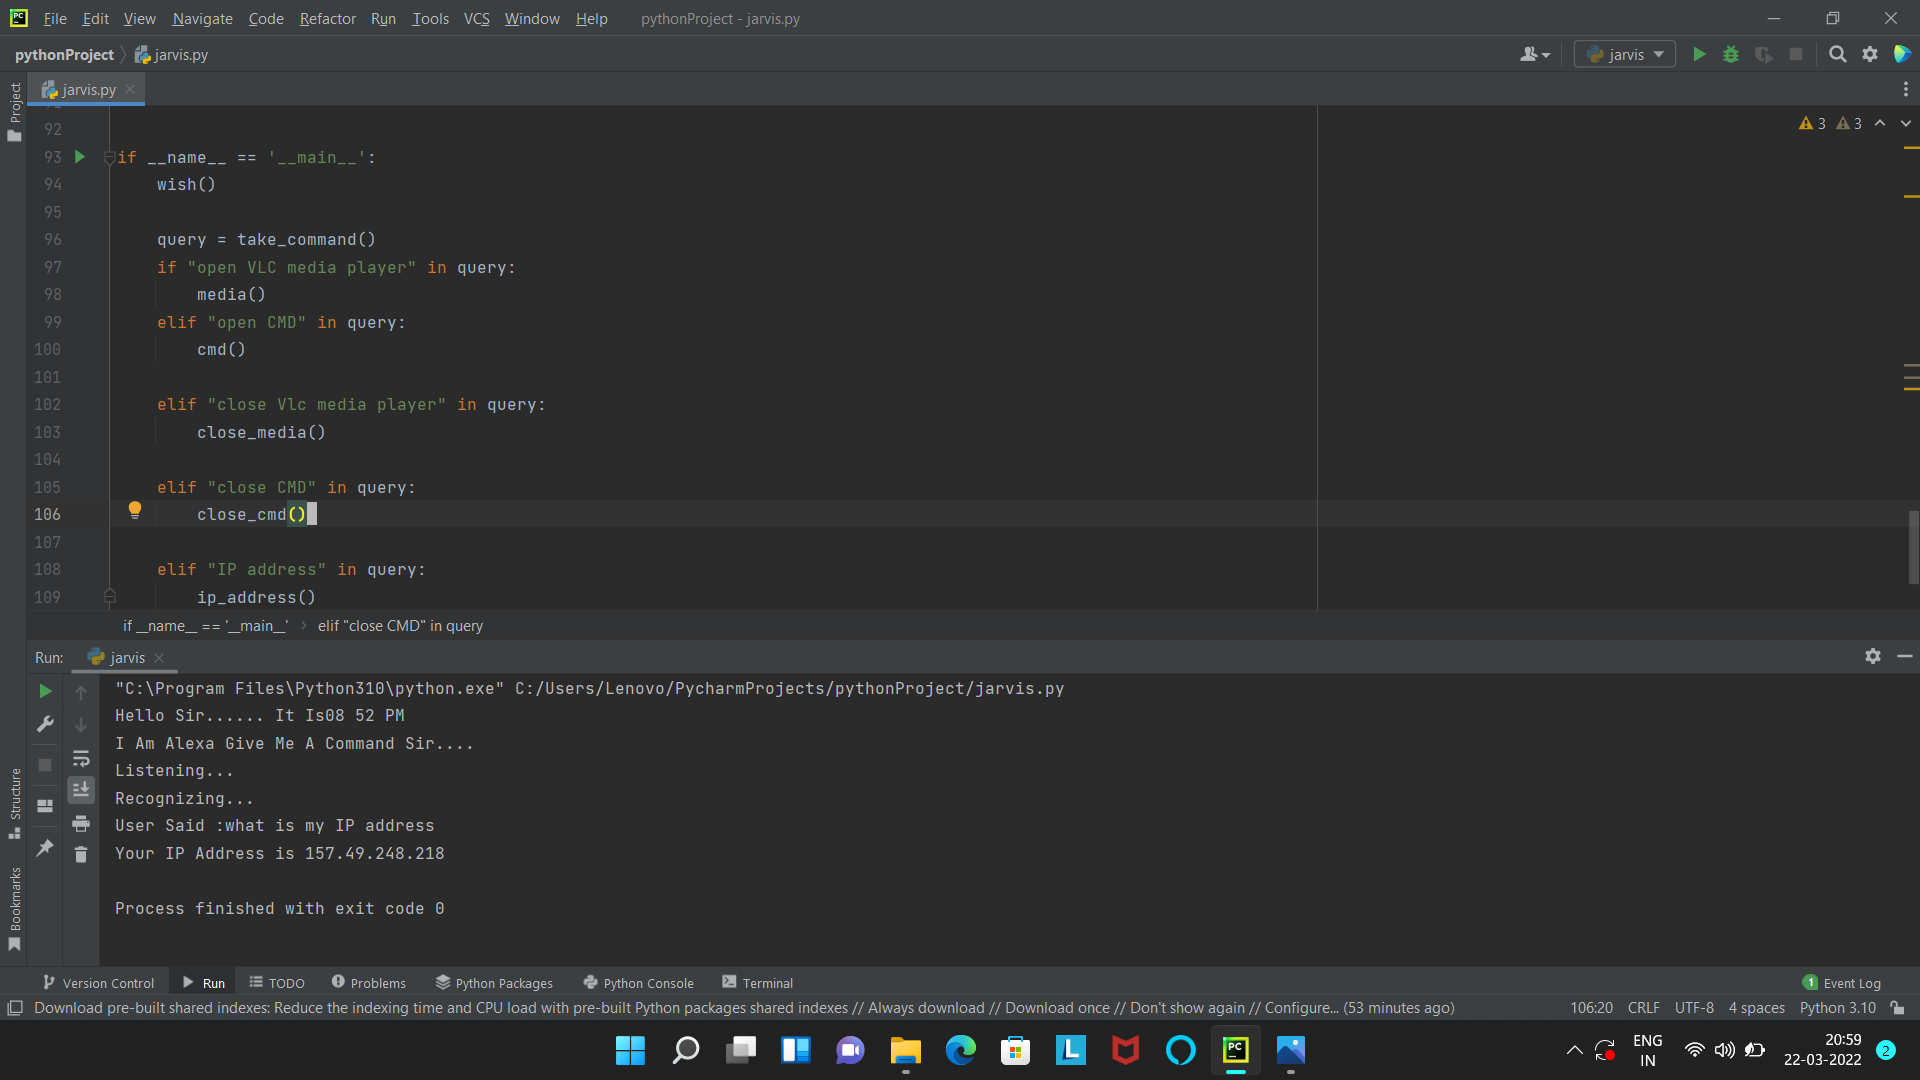 File Edit View Navigate Code Refactor Run Tools VCS Window Help pythonProject - jarvis.py
pythonProject jarvis.py jarvis
jarvis.py
Project
92
3 3
93 if __name__ == '__main__':
94 wish()
95
96 query = take_command()
97 if "open VLC media player" in query:
98 media()
99 elif "open CMD" in query:
100 cmd()
101
102 elif "close Vlc media player" in query:
103 close_media()
104
105 elif "close CMD" in query:
106 close_cmd()
107
108 elif "IP address" in query:
109 ip_address()
if __name__ == '__main__' elif "close CMD" in query
Run: jarvis
"C:\Program Files\Python310\python.exe" C:/Users/Lenovo/PycharmProjects/pythonProject/jarvis.py
Hello Sir...... It Is08 52 PM
I Am Alexa Give Me A Command Sir....
Listening...
Recognizing...
User Said :what is my IP address
Your IP Address is 157.49.248.218
Process finished with exit code 0
Structure
Bookmarks
Version Control Run TODO Problems Python Packages Python Console Terminal 1 Event Log
Download pre-built shared indexes: Reduce the indexing time and CPU load with pre-built Python packages shared indexes // Always download // Download once // Don't show again // Configure... (53 minutes ago) 106:20 CRLF UTF-8 4 spaces Python 3.10
ENG 20:59
IN 22-03-2022 2